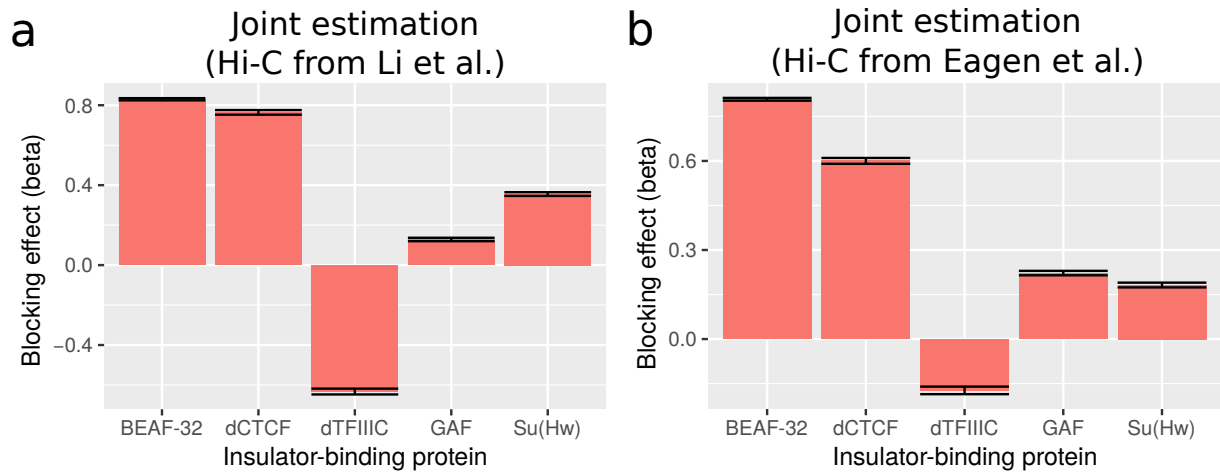 a
Joint estimation
(Hi-C from Li et al.)
Blocking effect (beta)
0.8
0.4
0.0
−0.4
BEAF-32 dCTCF dTFIIIC GAF Su(Hw)
Insulator-binding protein
b
Joint estimation
(Hi-C from Eagen et al.)
Blocking effect (beta)
0.6
0.3
0.0
BEAF-32 dCTCF dTFIIIC GAF Su(Hw)
Insulator-binding protein